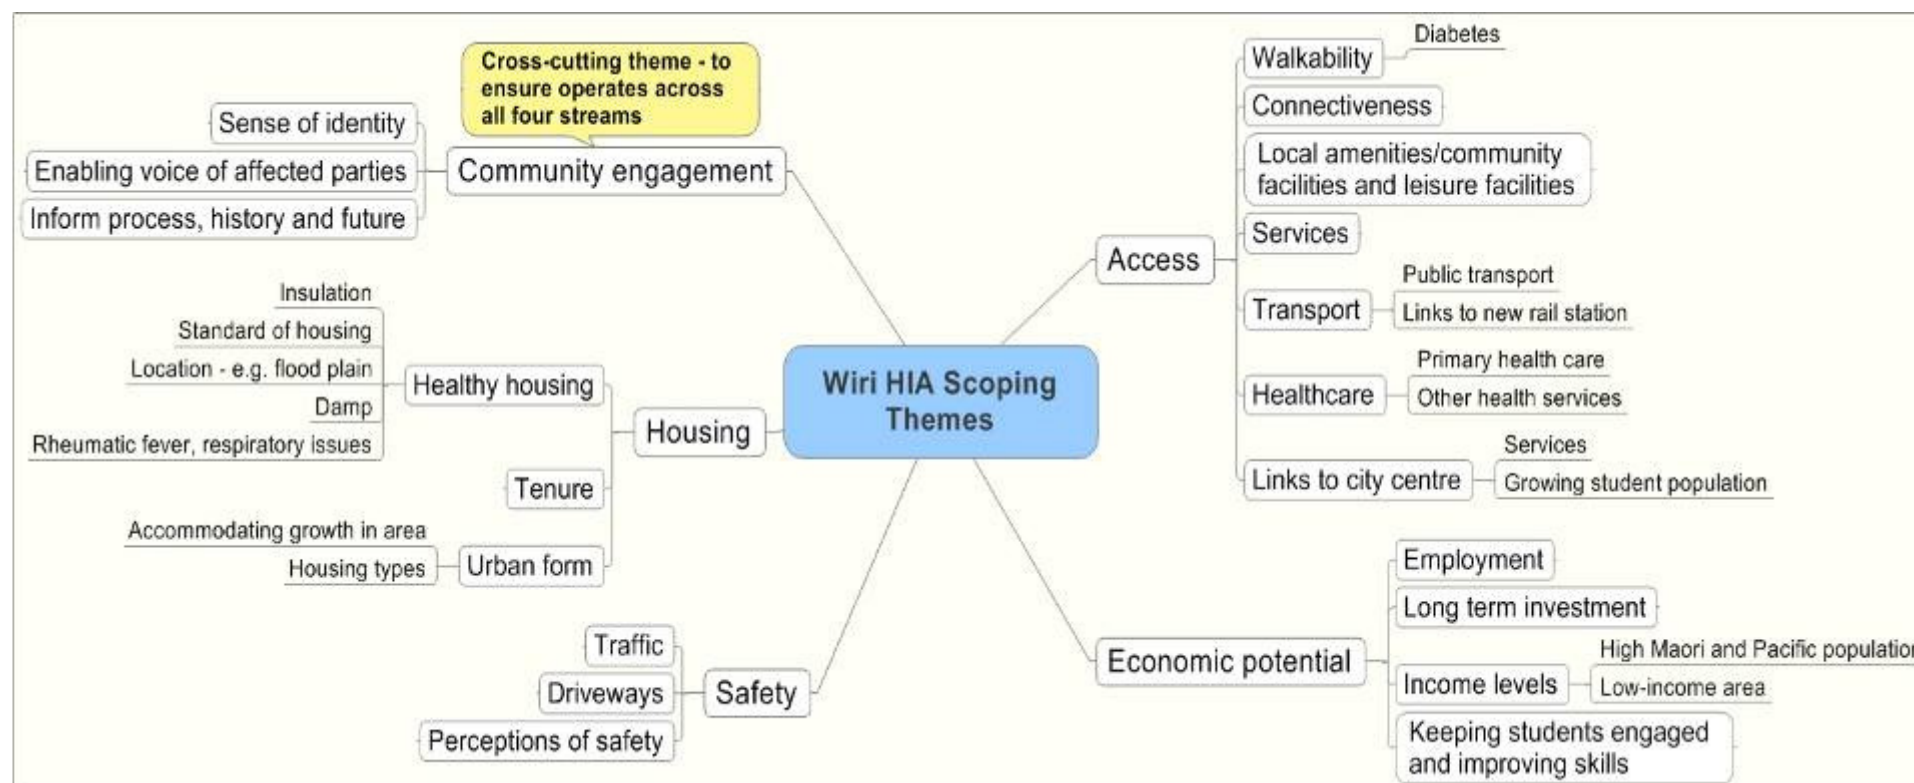 Cross-cutting theme - to
ensure operates across
all four streams
Sense of identity
Enabling voice of affected parties
Inform process, history and future
Community engagement
Insulation
Standard of housing
Location - e.g. flood plain
Damp
Rheumatic fever, respiratory issues
Healthy housing
Tenure
Accommodating growth in area
Housing types
Urban form
Housing
Traffic
Driveways
Perceptions of safety
Safety
Wiri HIA Scoping
Themes
Access
Walkability
Diabetes
Connectiveness
Local amenities/community
facilities and leisure facilities
Services
Transport
Public transport
Links to new rail station
Healthcare
Primary health care
Other health services
Links to city centre
Services
Growing student population
Economic potential
Employment
Long term investment
Income levels
High Maori and Pacific population
Low-income area
Keeping students engaged
and improving skills